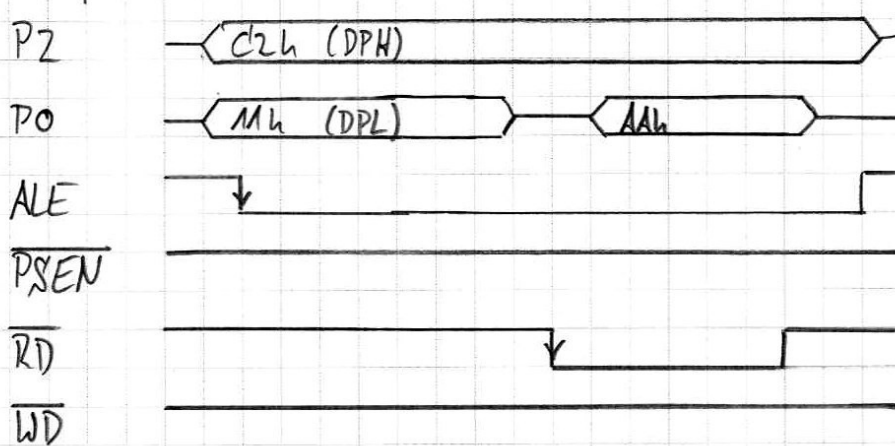 P2 C2h (DPH)
P0 11h (DPL) AAh
ALE
PSEN
RD
WD